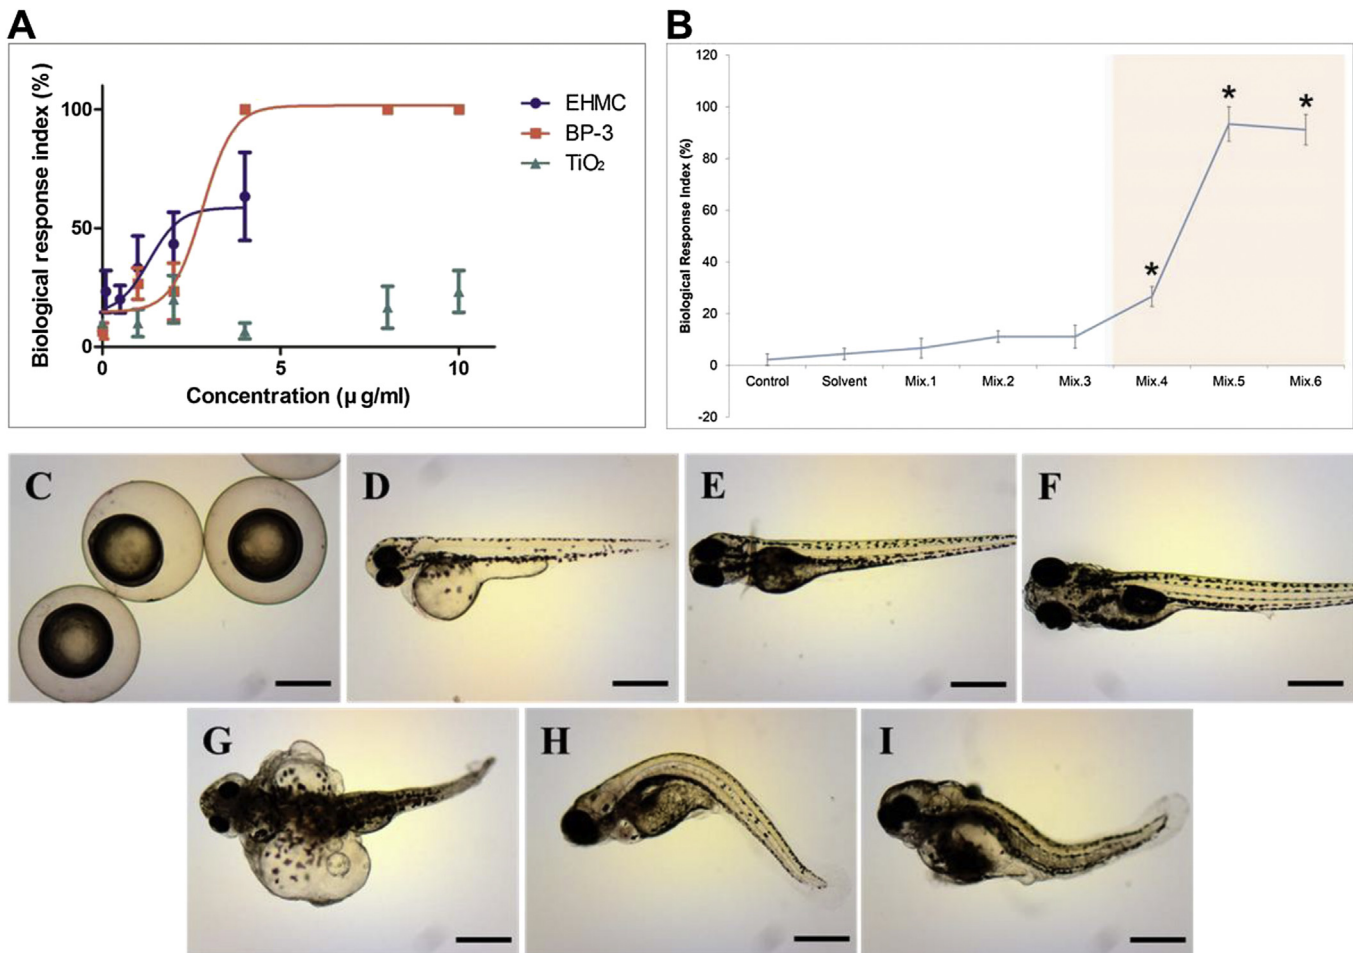 A
Biological response index (%)
100
50
0
0
5
10
Concentration (µ g/ml)
EHMC
BP-3
TiO₂
B
Biological Response Index (%)
120
100
80
60
40
20
0
-20
*
*
*
Control
Solvent
Mix.1
Mix.2
Mix.3
Mix.4
Mix.5
Mix.6
C
D
E
F
G
H
I